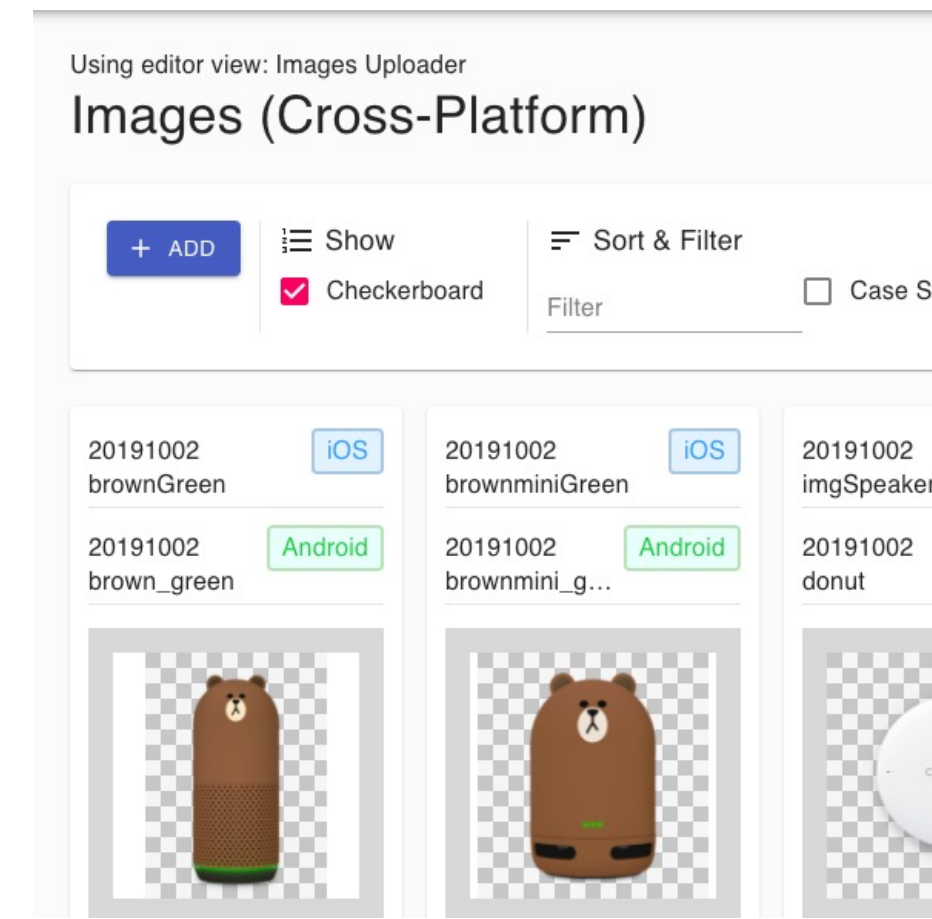 Using editor view: Images Uploader
Images (Cross-Platform)
+ ADD
Show
Checkerboard
Sort & Filter
Filter
Case S
20191002
brownGreen
iOS
20191002
brown_green
Android
20191002
brownminiGreen
iOS
20191002
brownmini_g...
Android
20191002
imgSpeaker
20191002
donut